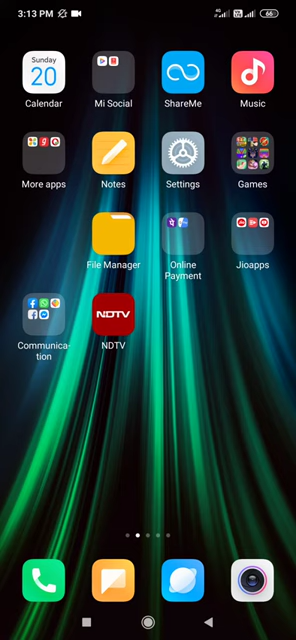 3:13 PM
4G
66
Sunday
20
Calendar
Mi Social
ShareMe
Music
More apps
Notes
Settings
Games
File Manager
Online
Payment
Jioapps
Communica-
tion
NDTV
NDTV